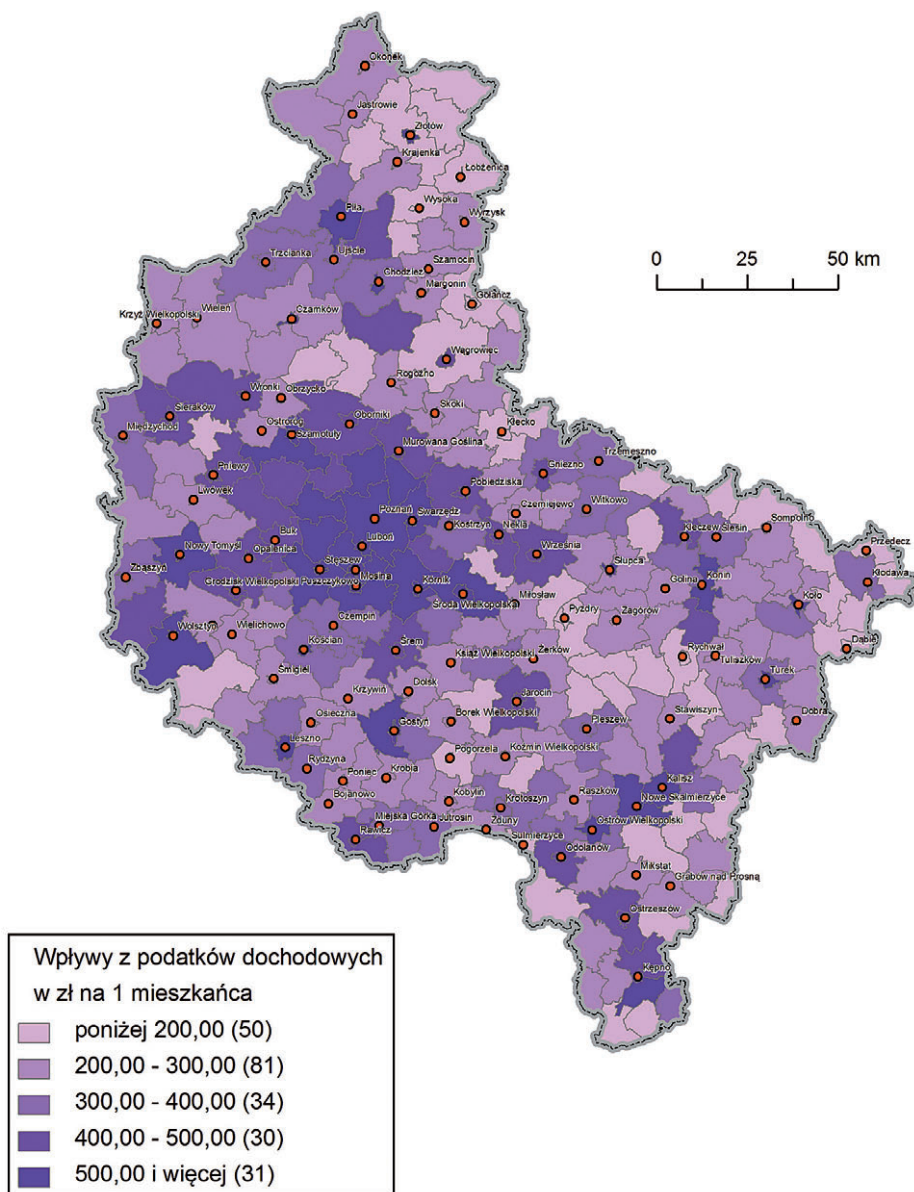 Okonek
Jastrowie
Złotów
Krajenka
Łobżenica
Wysoka
Piła
Wyrzysk
0 25 50 km
Trzcianka
Ujście
Szamocin
Chodzież
Margonin
Gołańcz
Krzyż Wielkopolski
Wieleń
Czarnków
Wągrowiec
Rogoźno
Wronki
Obrzycko
Sieraków
Skoki
Międzychód
Ostroróg
Szamotuły
Oborniki
Kłecko
Murowana Goślina
Trzemeszno
Pniewy
Gniezno
Lwówek
Pobiedziska
Czerniejewo
Witkowo
Poznań
Swarzędz
Kostrzyn
Nekla
Kleczew
Ślesin
Sompolno
Buk
Luboń
Nowy Tomyśl
Opalenica
Września
Przedecz
Zbąszyń
Stęszew
Mosina
Słupca
Kłodawa
Grodzisk Wielkopolski
Puszczykowo
Kórnik
Środa Wielkopolska
Miłosław
Golina
Konin
Koło
Pyzdry
Zagórów
Wolsztyn
Wielichowo
Czempiń
Kościan
Śrem
Książ Wielkopolski
Żerków
Rychwał
Tuliszków
Dąbie
Śmigiel
Turek
Krzywiń
Dolsk
Jarocin
Osieczna
Gostyń
Borek Wielkopolski
Pleszew
Stawiszyn
Dobra
Leszno
Rydzyna
Poniec
Krobia
Pogorzela
Koźmin Wielkopolski
Kalisz
Bojanowo
Kobylin
Krotoszyn
Raszków
Nowe Skalmierzyce
Miejska Górka
Jutrosin
Zduny
Ostrów Wielkopolski
Rawicz
Sulmierzyce
Odolanów
Mikstat
Grabów nad Prosną
Ostrzeszów
Kępno
Wpływy z podatków dochodowych
w zł na 1 mieszkańca
poniżej 200,00 (50)
200,00 - 300,00 (81)
300,00 - 400,00 (34)
400,00 - 500,00 (30)
500,00 i więcej (31)